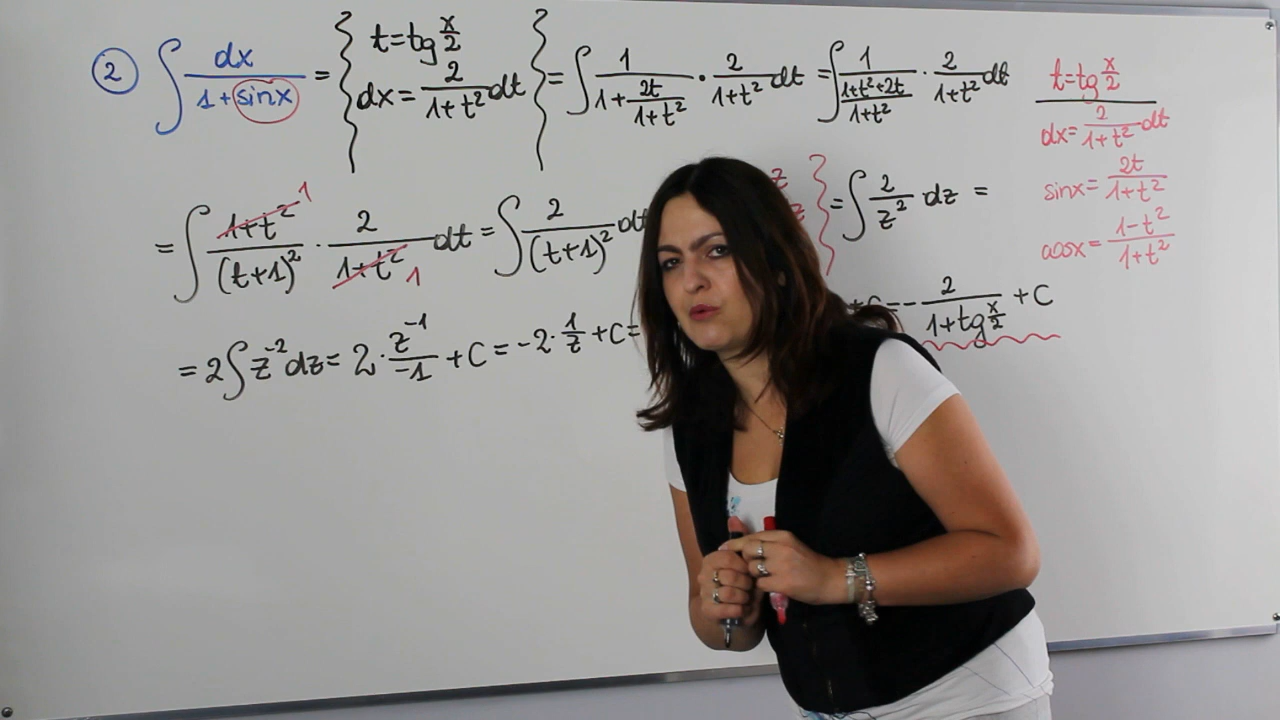 ② ∫ dx/(1+sinx) = { t=tg x/2 dx = 2/(1+t²) dt } = ∫ 1/(1+2t/(1+t²)) · 2/(1+t²) dt = ∫ 1/((1+t²+2t)/(1+t²)) · 2/(1+t²) dt
= ∫ (1+t²) 1/(t+1)² · 2/(1+t²) 1 dt = ∫ 2/(t+1)² dt z z } = ∫ 2/z² dz =
= 2∫ z⁻² dz = 2 · z⁻¹/-1 + C = -2 · 1/z + C = +C = - 2/(1+tg x/2) + C
t=tg x/2
dx= 2/(1+t²) dt
sinx= 2t/(1+t²)
cosx= (1-t²)/(1+t²)